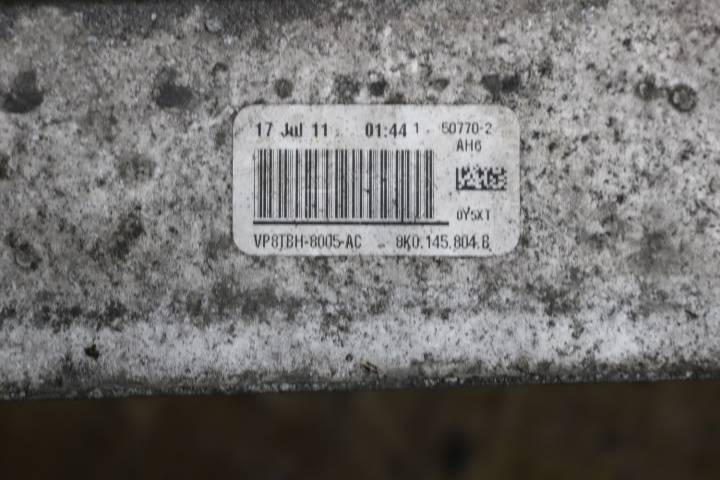 17 Jul 11 01:44 1 50770-2
AH6
0Y5XT
VP8TBH-8005-AC - 8K0.145.804.B